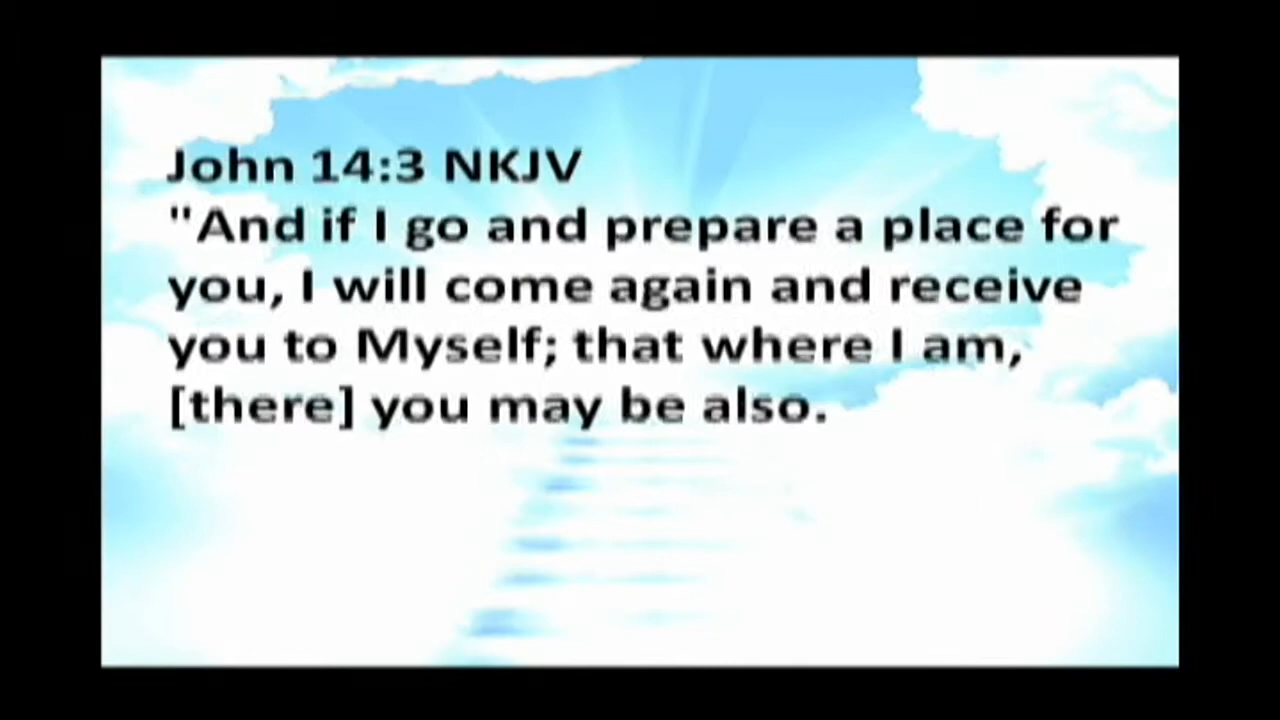 John 14:3 NKJV
"And if I go and prepare a place for
you, I will come again and receive
you to Myself; that where I am,
[there] you may be also.